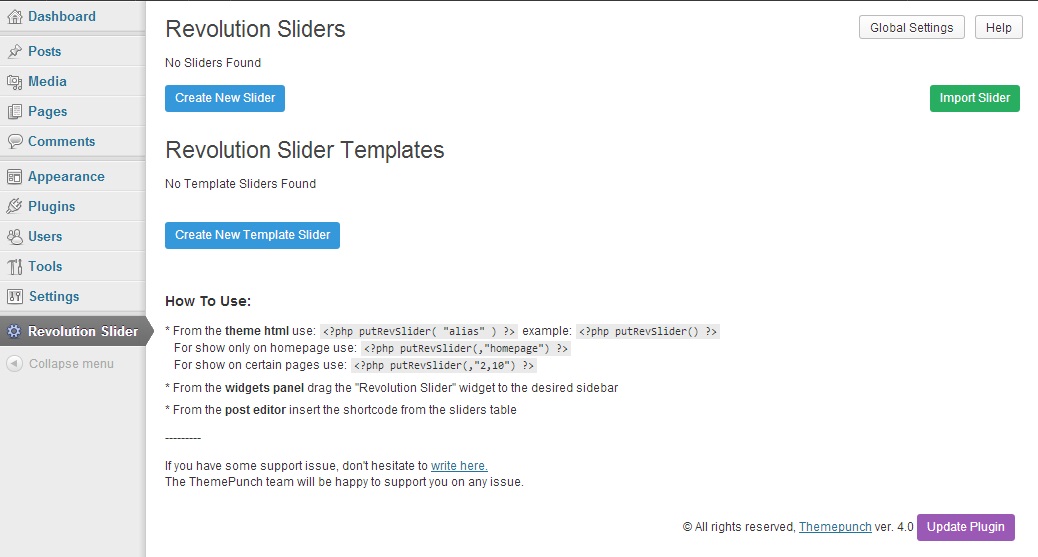 Dashboard
Posts
Media
Pages
Comments
Appearance
Plugins
Users
Tools
Settings
Revolution Slider
Collapse menu
Revolution Sliders
Global Settings
Help
No Sliders Found
Create New Slider
Import Slider
Revolution Slider Templates
No Template Sliders Found
Create New Template Slider
How To Use:
* From the theme html use: <?php putRevSlider( "alias" ) ?> example: <?php putRevSlider() ?>
For show only on homepage use: <?php putRevSlider(,"homepage") ?>
For show on certain pages use: <?php putRevSlider(,"2,10") ?>
* From the widgets panel drag the "Revolution Slider" widget to the desired sidebar
* From the post editor insert the shortcode from the sliders table
---------
If you have some support issue, don't hesitate to write here.
The ThemePunch team will be happy to support you on any issue.
© All rights reserved, Themepunch ver. 4.0 Update Plugin